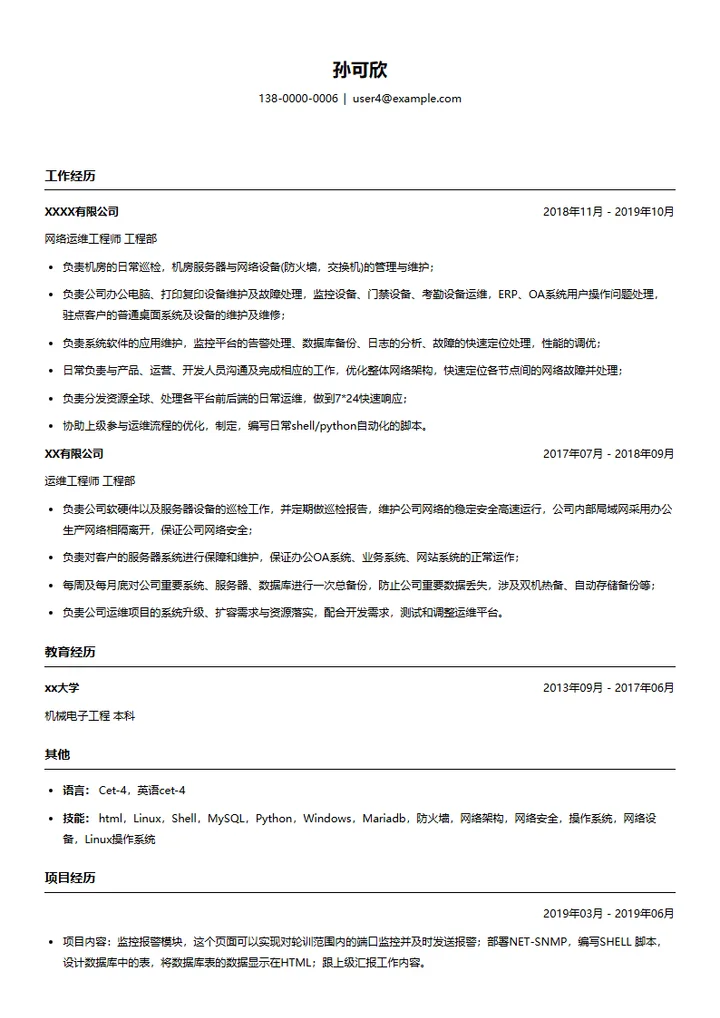 孙可欣
138-0000-0006 | user4@example.com
工作经历
XXXX有限公司 2018年11月 - 2019年10月
网络运维工程师 工程部
• 负责机房的日常巡检，机房服务器与网络设备(防火墙，交换机)的管理与维护；
• 负责公司办公电脑、打印复印设备维护及故障处理，监控设备、门禁设备、考勤设备运维，ERP、OA系统用户操作问题处理，
驻点客户的普通桌面系统及设备的维护及维修；
• 负责系统软件的应用维护，监控平台的告警处理、数据库备份、日志的分析、故障的快速定位处理，性能的调优；
• 日常负责与产品、运营、开发人员沟通及完成相应的工作，优化整体网络架构，快速定位各节点间的网络故障并处理；
• 负责分发资源全球、处理各平台前后端的日常运维，做到7*24快速响应；
• 协助上级参与运维流程的优化，制定，编写日常shell/python自动化的脚本。
XX有限公司 2017年07月 - 2018年09月
运维工程师 工程部
• 负责公司软硬件以及服务器设备的巡检工作，并定期做巡检报告，维护公司网络的稳定安全高速运行，公司内部局域网采用办公
生产网络相隔离开，保证公司网络安全；
• 负责对客户的服务器系统进行保障和维护，保证办公OA系统、业务系统、网站系统的正常运作；
• 每周及每月底对公司重要系统、服务器、数据库进行一次总备份，防止公司重要数据丢失，涉及双机热备、自动存储备份等；
• 负责公司运维项目的系统升级、扩容需求与资源落实，配合开发需求，测试和调整运维平台。
教育经历
xx大学 2013年09月 - 2017年06月
机械电子工程 本科
其他
• 语言： Cet-4，英语cet-4
• 技能： html，Linux，Shell，MySQL，Python，Windows，Mariadb，防火墙，网络架构，网络安全，操作系统，网络设
备，Linux操作系统
项目经历
2019年03月 - 2019年06月
• 项目内容：监控报警模块，这个页面可以实现对轮训范围内的端口监控并及时发送报警；部署NET-SNMP，编写SHELL 脚本，
设计数据库中的表，将数据库表的数据显示在HTML；跟上级汇报工作内容。